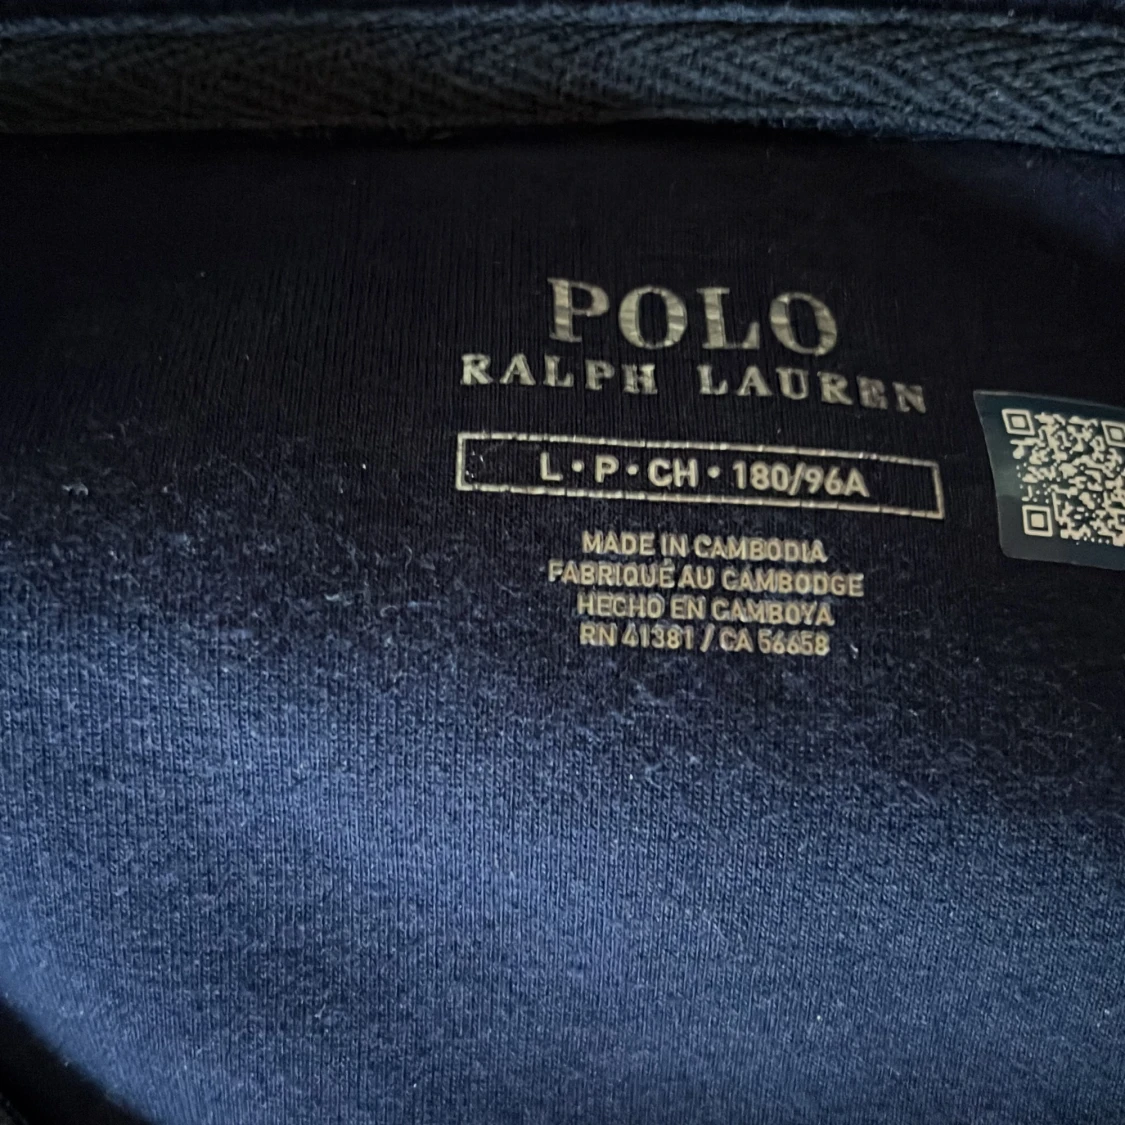 POLO
RALPH LAUREN
L • P • CH • 180/96A
MADE IN CAMBODIA
FABRIQUÉ AU CAMBODGE
HECHO EN CAMBOYA
RN 41381 / CA 56658